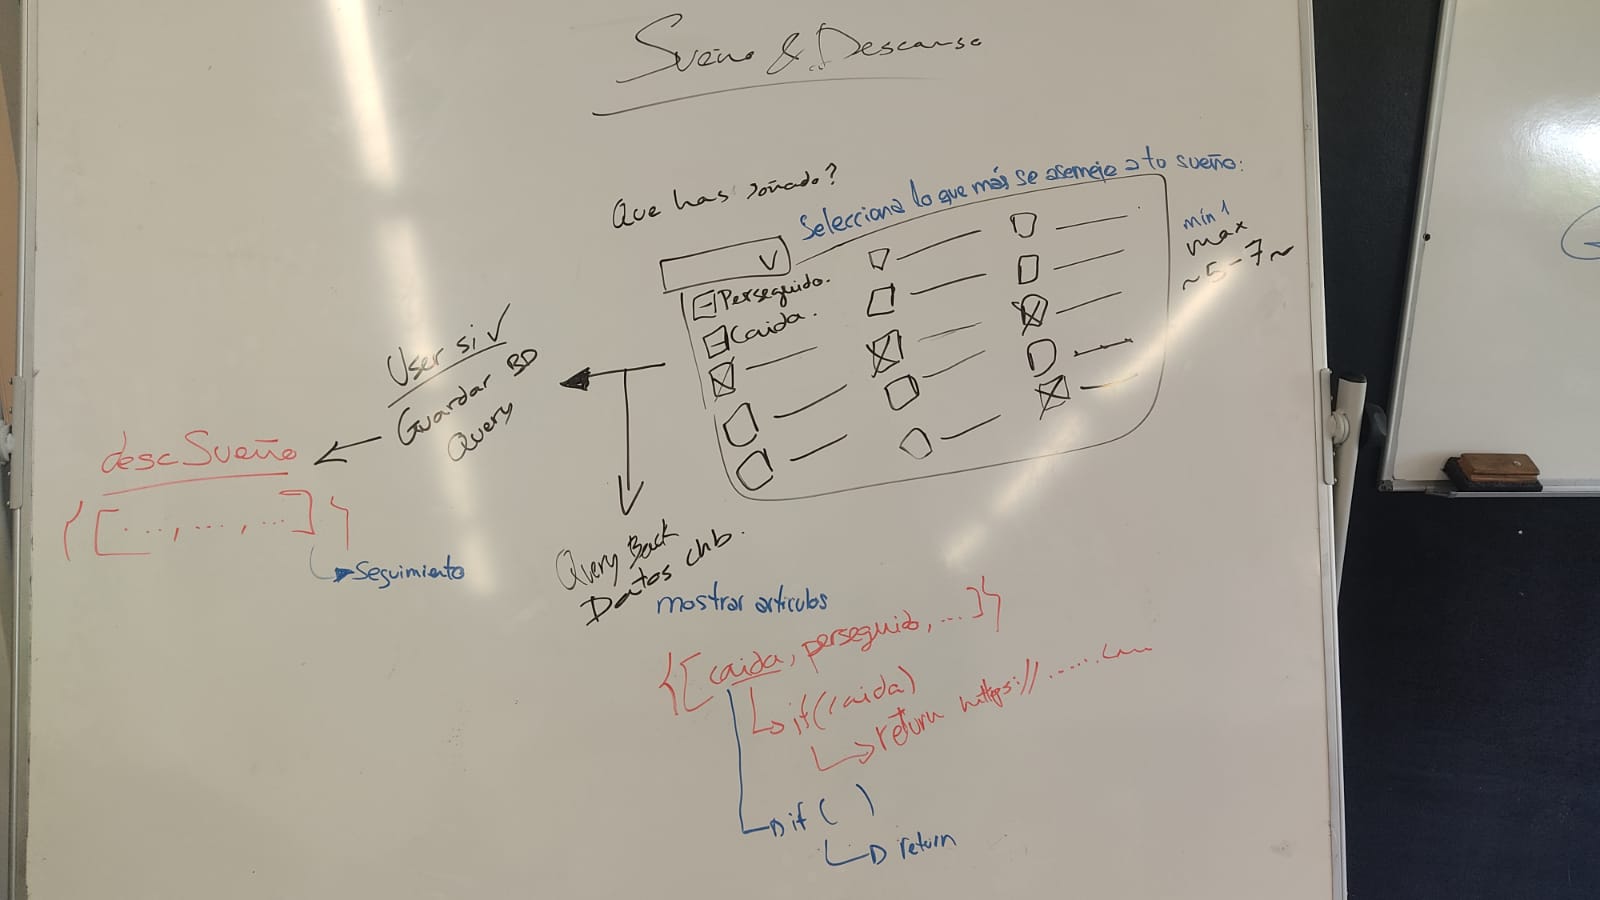 Sueño & Descanso
Que has soñado?
Selecciona lo que más se asemeje a tu sueño:
min 1
max
~5-7~
Perseguido.
Caida.
User si ✓
Guardar BD
Query
descSueño
{[..., ..., ...]}
Seguimiento
Query Back
Datos chb.
mostrar articulos
{[caida, perseguido, ...]}
if(caida)
return https://......
if ( )
return